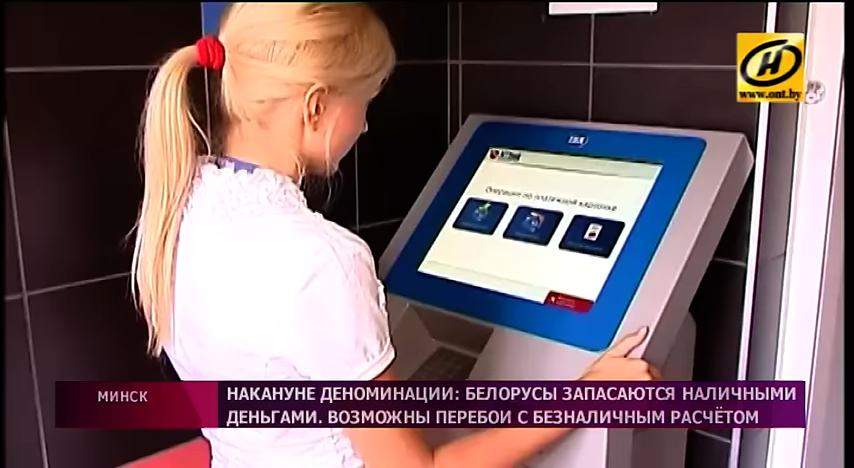 www.ont.by
Операции по платежной карточке
МИНСК
НАКАНУНЕ ДЕНОМИНАЦИИ: БЕЛОРУСЫ ЗАПАСАЮТСЯ НАЛИЧНЫМИ
ДЕНЬГАМИ. ВОЗМОЖНЫ ПЕРЕБОИ С БЕЗНАЛИЧНЫМ РАСЧЁТОМ